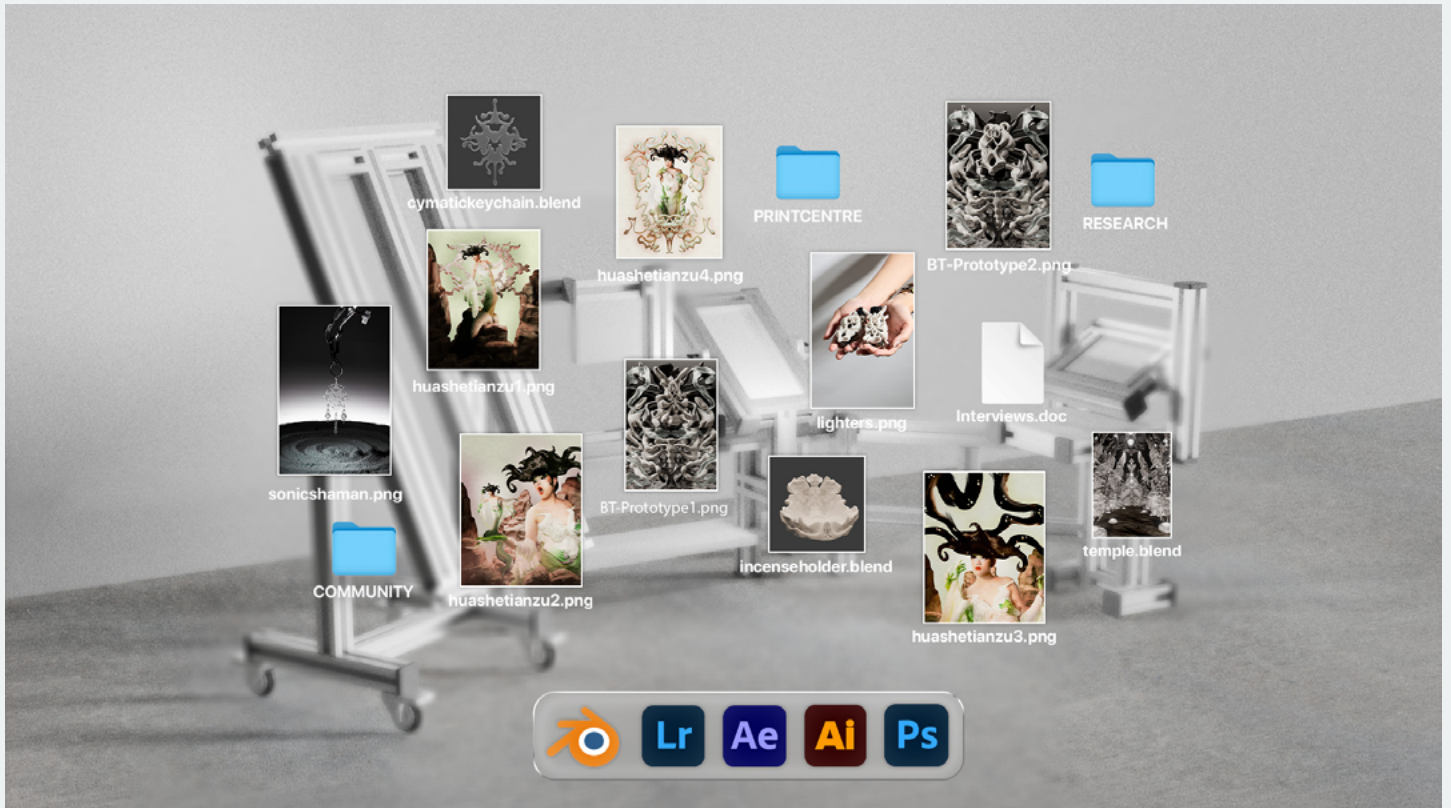 cymatickeychain.blend
huashetianzu4.png
PRINTCENTRE
BT-Prototype2.png
RESEARCH
huashetianzu1.png
lighters.png
Interviews.doc
sonicshaman.png
BT-Prototype1.png
incenseholder.blend
temple.blend
COMMUNITY
huashetianzu2.png
huashetianzu3.png
Lr
Ae
Ai
Ps